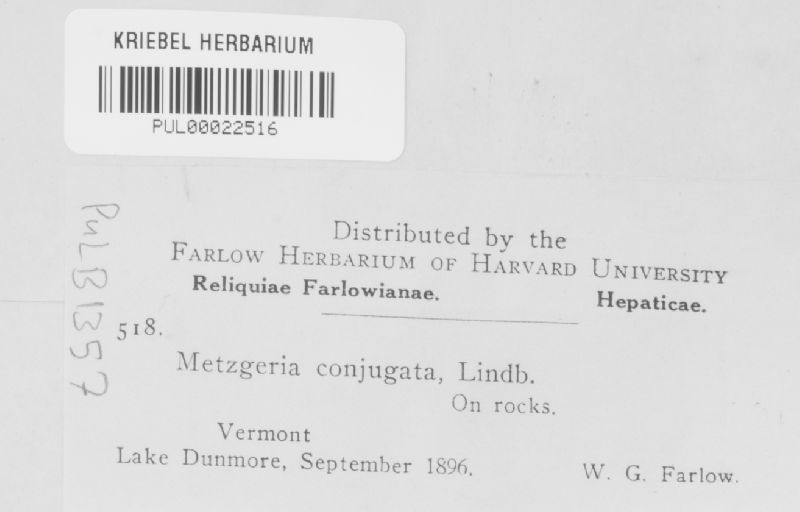 KRIEBEL HERBARIUM
PUL00022516
PULB1357
Distributed by the
FARLOW HERBARIUM OF HARVARD UNIVERSITY
Reliquiae Farlowianae. Hepaticae.
518.
Metzgeria conjugata, Lindb.
On rocks.
Vermont
Lake Dunmore, September 1896. W. G. Farlow.